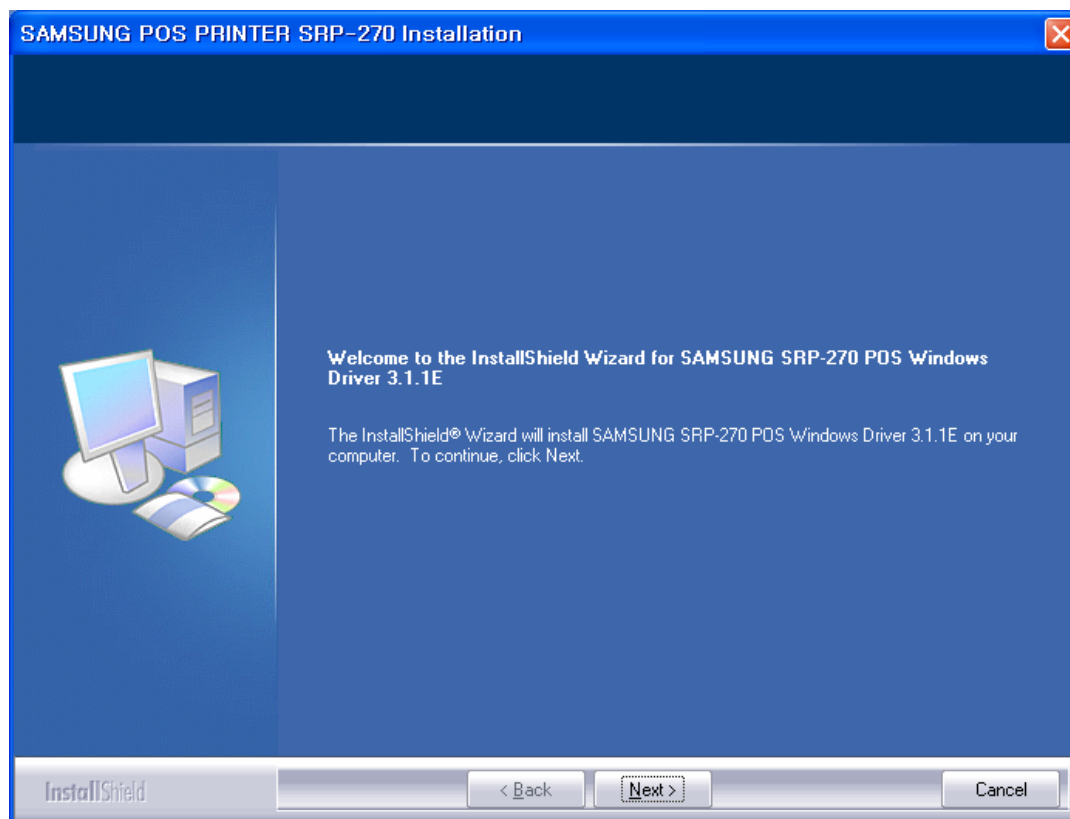 SAMSUNG POS PRINTER SRP-270 Installation
Welcome to the InstallShield Wizard for SAMSUNG SRP-270 POS Windows
Driver 3.1.1E
The InstallShield® Wizard will install SAMSUNG SRP-270 POS Windows Driver 3.1.1E on your
computer. To continue, click Next.
InstallShield
< Back Next > Cancel